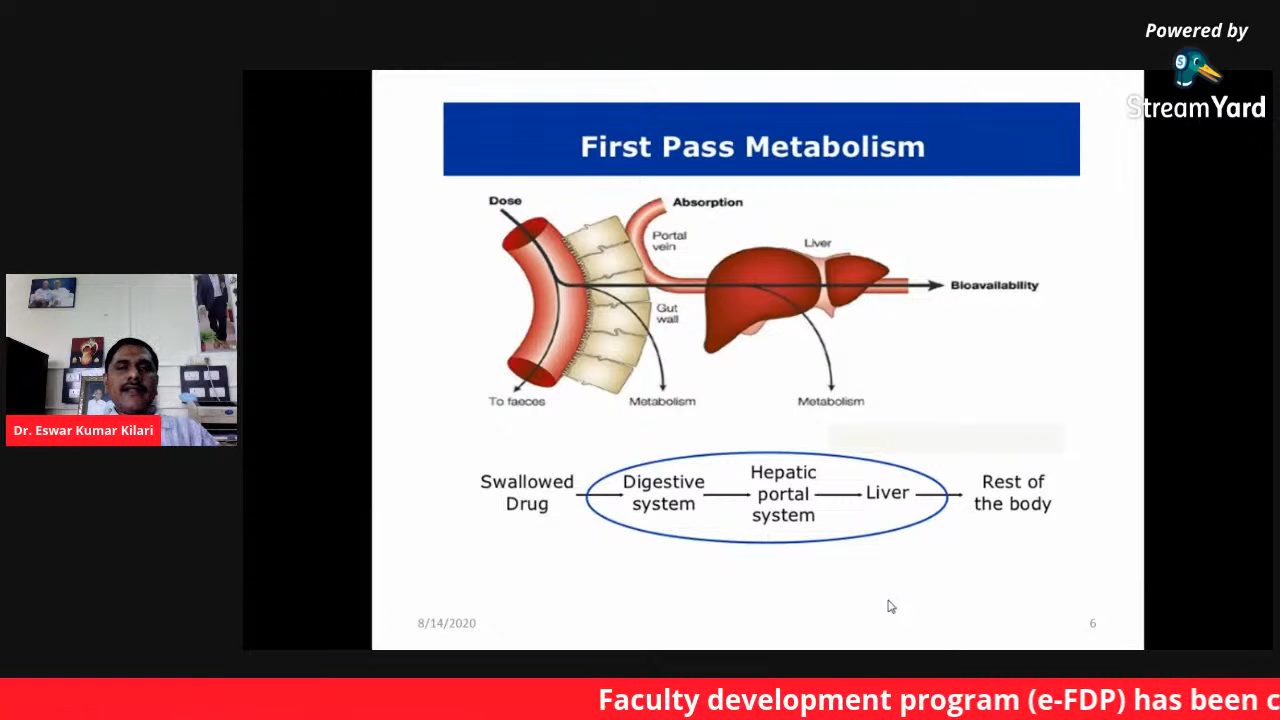 Powered by
StreamYard
First Pass Metabolism
Dose
Absorption
Portal
vein
Liver
Bioavailability
Gut
wall
To faeces
Metabolism
Metabolism
Swallowed
Drug
Digestive
system
Hepatic
portal
system
Liver
Rest of
the body
8/14/2020
6
Dr. Eswar Kumar Kilari
Faculty development program (e-FDP) has been c